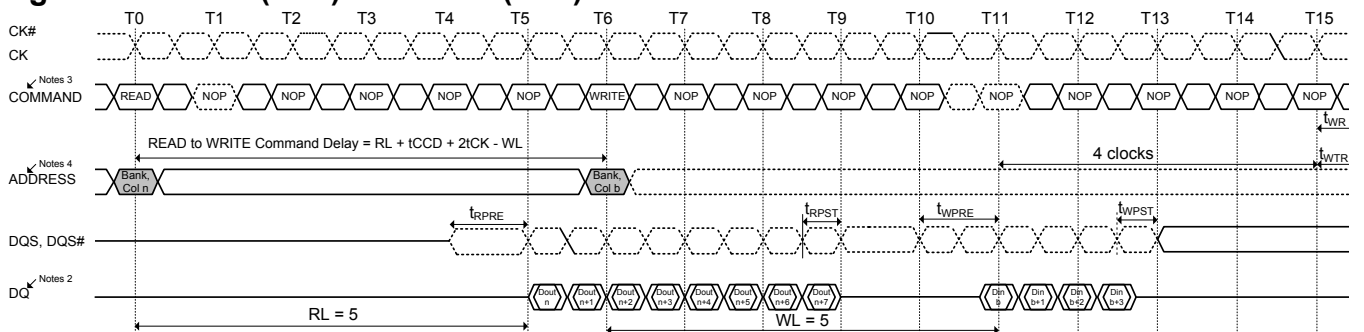 T0 T1 T2 T3 T4 T5 T6 T7 T8 T9 T10 T11 T12 T13 T14 T15
CK#
CK
Notes 3
COMMAND READ NOP NOP NOP NOP NOP WRITE NOP NOP NOP NOP NOP NOP NOP NOP NOP
tWR
READ to WRITE Command Delay = RL + tCCD + 2tCK - WL
4 clocks
tWTR
Notes 4
ADDRESS
Bank, Col n
Bank, Col b
tRPRE tRPST tWPRE tWPST
DQS, DQS#
Notes 2
DQ
Dout n
Dout n+1
Dout n+2
Dout n+3
Dout n+4
Dout n+5
Dout n+6
Dout n+7
Din b
Din b+1
Din b+2
Din b+3
RL = 5
WL = 5